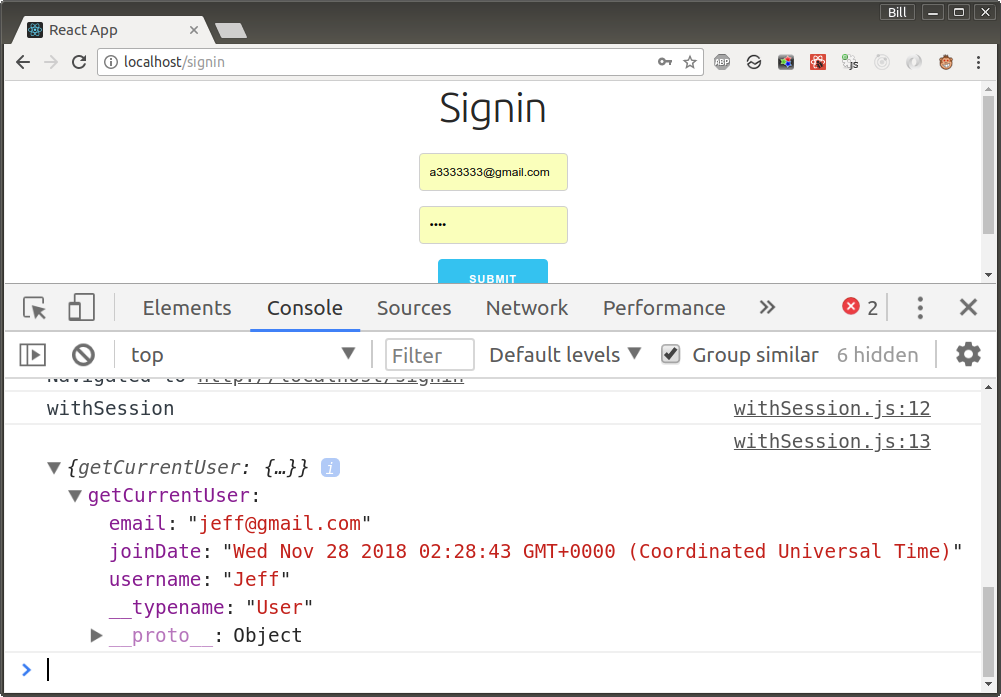 Bill
React App
localhost/signin
ABP
JS
Signin
a3333333@gmail.com
••••
SUBMIT
Elements Console Sources Network Performance 2
top Filter Default levels Group similar 6 hidden
Navigated to http://localhost/signin
withSession withSession.js:12
withSession.js:13
{getCurrentUser: {…}} i
getCurrentUser:
email: "jeff@gmail.com"
joinDate: "Wed Nov 28 2018 02:28:43 GMT+0000 (Coordinated Universal Time)"
username: "Jeff"
__typename: "User"
__proto__: Object